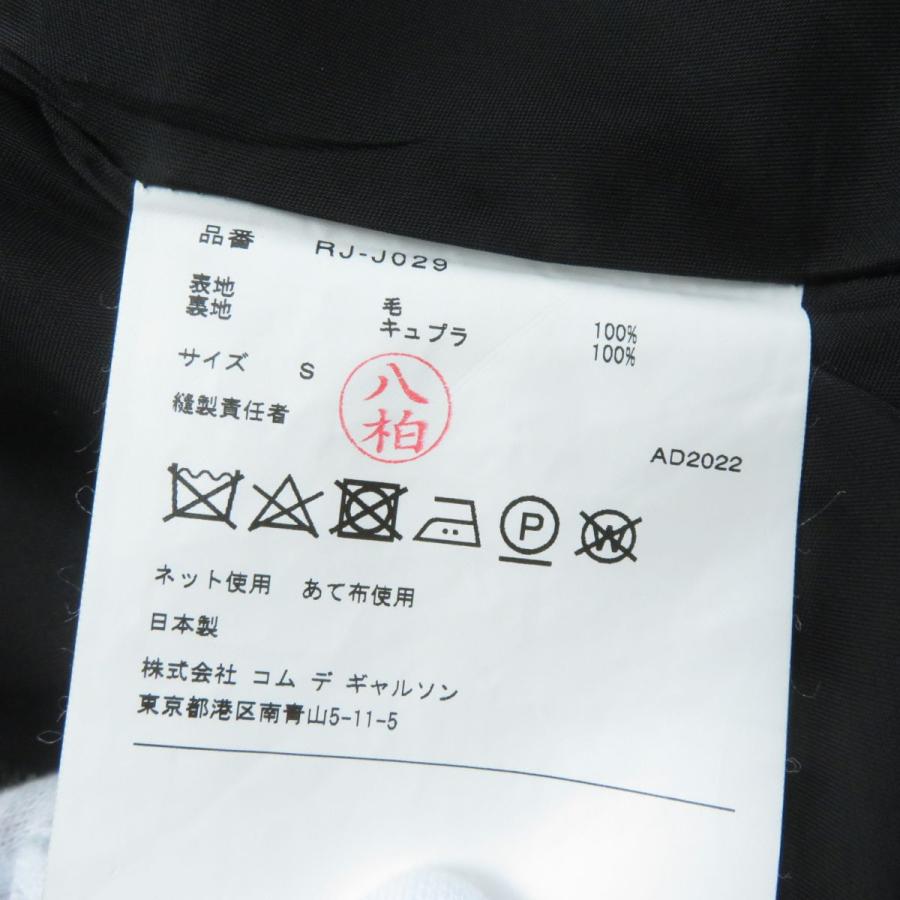 品番 RJ-J029
表地 毛 100%
裏地 キュプラ 100%
サイズ S
縫製責任者 八柏
AD2022
P W
ネット使用 あて布使用
日本製
株式会社 コム デ ギャルソン
東京都港区南青山5-11-5